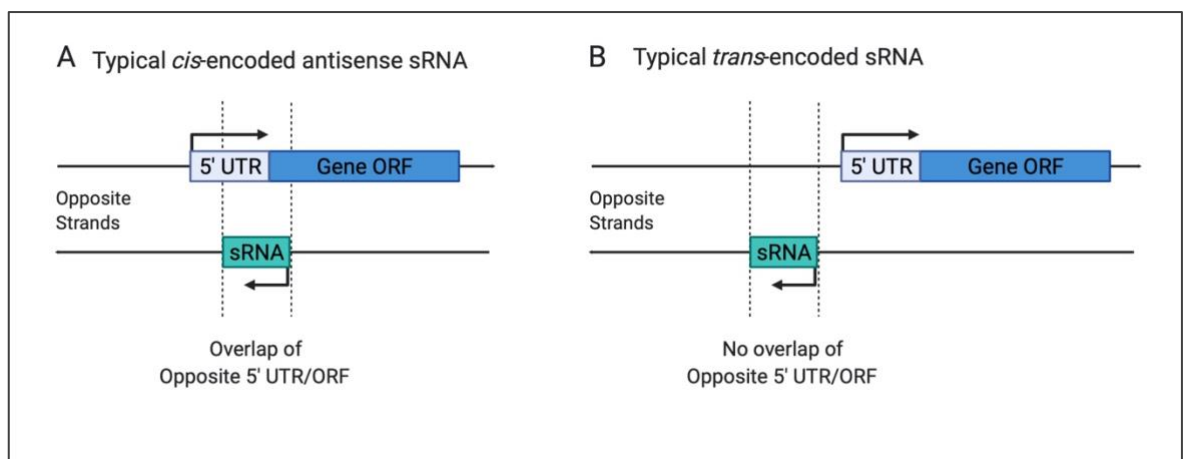 A Typical cis-encoded antisense sRNA
5' UTR Gene ORF
Opposite
Strands
sRNA
Overlap of
Opposite 5' UTR/ORF
B Typical trans-encoded sRNA
5' UTR Gene ORF
Opposite
Strands
sRNA
No overlap of
Opposite 5' UTR/ORF